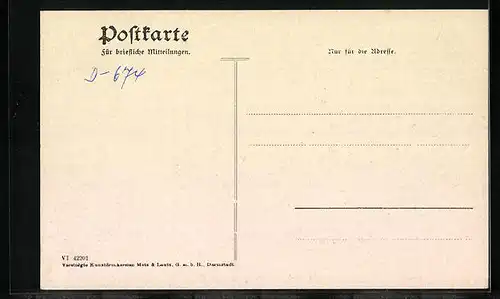 Postkarte
Für briefliche Mitteilungen.
Nur für die Adresse.
D-674
VI 42201
Vereinigte Kunstdruckereien Metz & Lautz, G. m. b. H., Darmstadt.